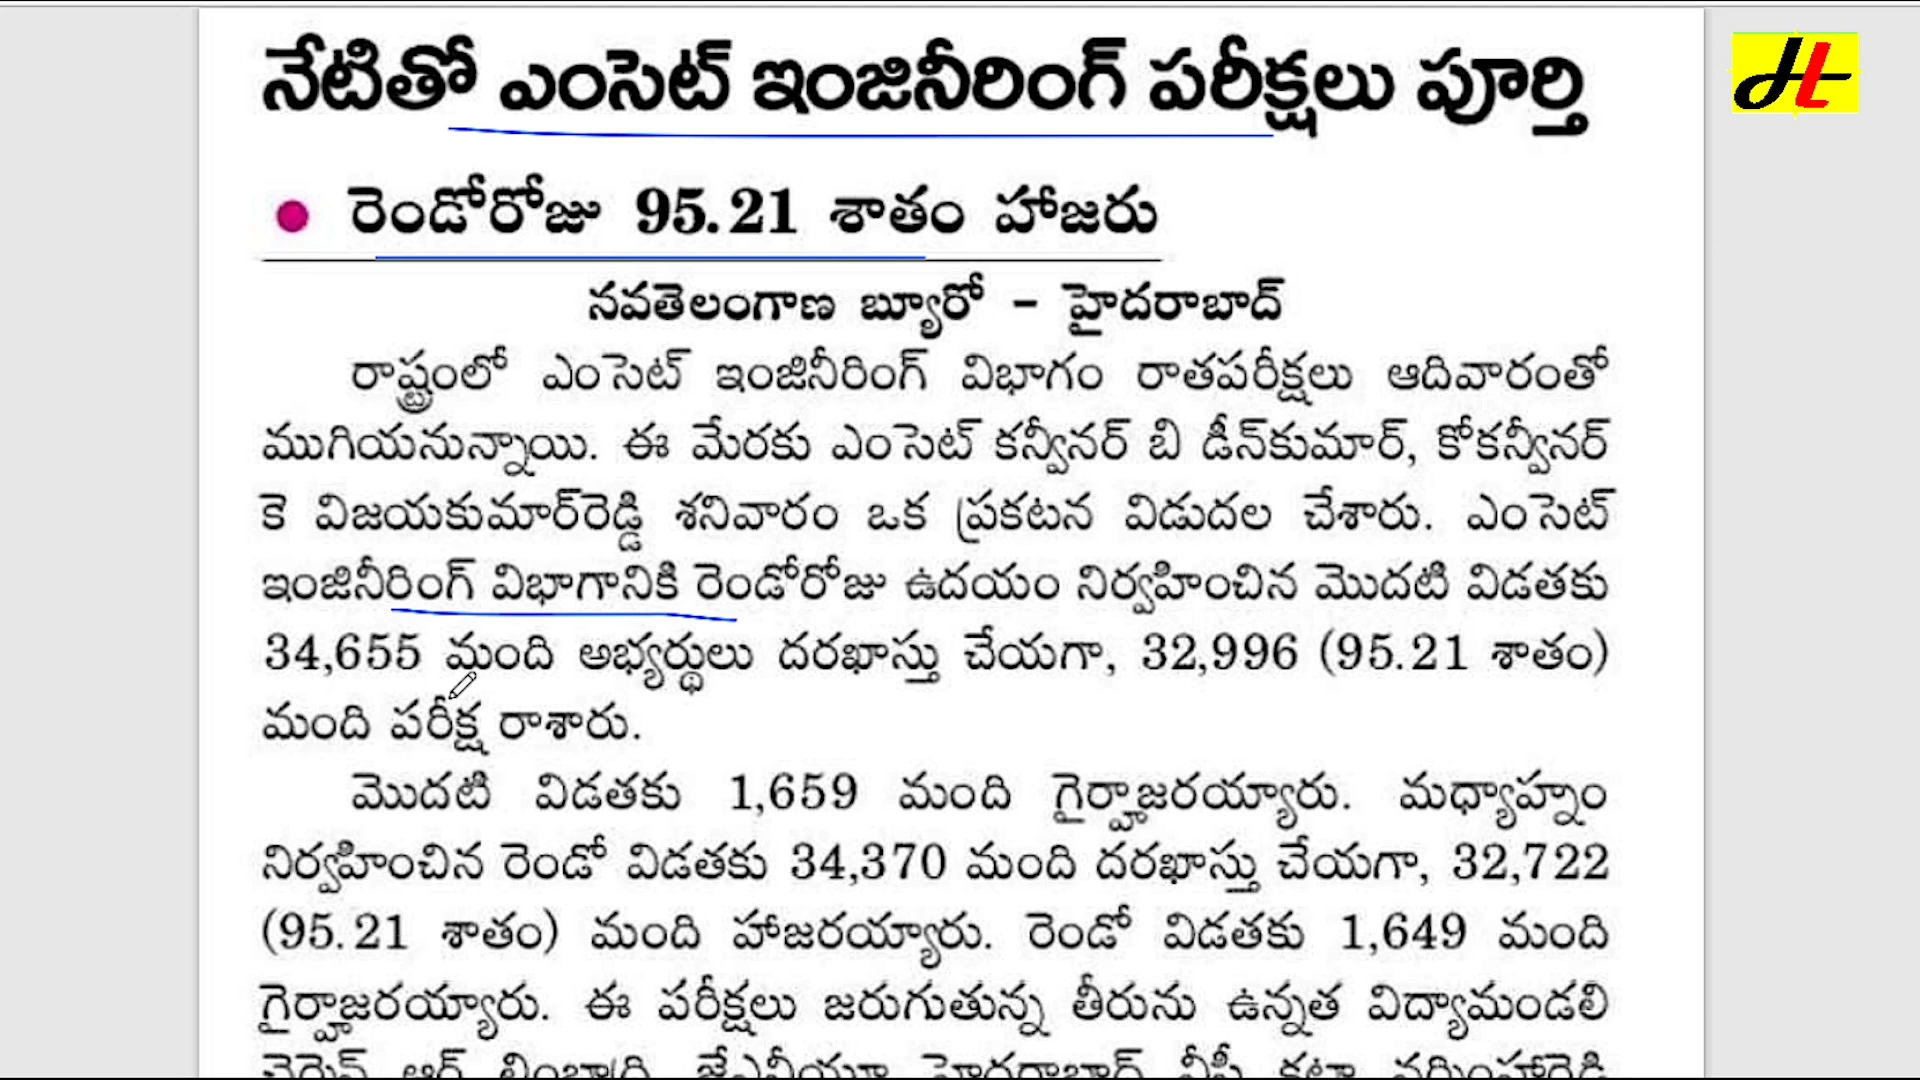 నేటితో ఎంసెట్ ఇంజినీరింగ్ పరీక్షలు పూర్తి
రెండోరోజు 95.21 శాతం హాజరు
నవతెలంగాణ బ్యూరో - హైదరాబాద్
రాష్ట్రంలో ఎంసెట్ ఇంజినీరింగ్ విభాగం రాతపరీక్షలు ఆదివారంతో
ముగియనున్నాయి. ఈ మేరకు ఎంసెట్ కన్వీనర్ బి డీన్‌కుమార్, కోకన్వీనర్
కె విజయకుమార్‌రెడ్డి శనివారం ఒక ప్రకటన విడుదల చేశారు. ఎంసెట్
ఇంజినీరింగ్ విభాగానికి రెండోరోజు ఉదయం నిర్వహించిన మొదటి విడతకు
34,655 మంది అభ్యర్థులు దరఖాస్తు చేయగా, 32,996 (95.21 శాతం)
మంది పరీక్ష రాశారు.
మొదటి విడతకు 1,659 మంది గైర్హాజరయ్యారు. మధ్యాహ్నం
నిర్వహించిన రెండో విడతకు 34,370 మంది దరఖాస్తు చేయగా, 32,722
(95.21 శాతం) మంది హాజరయ్యారు. రెండో విడతకు 1,649 మంది
గైర్హాజరయ్యారు. ఈ పరీక్షలు జరుగుతున్న తీరును ఉన్నత విద్యామండలి